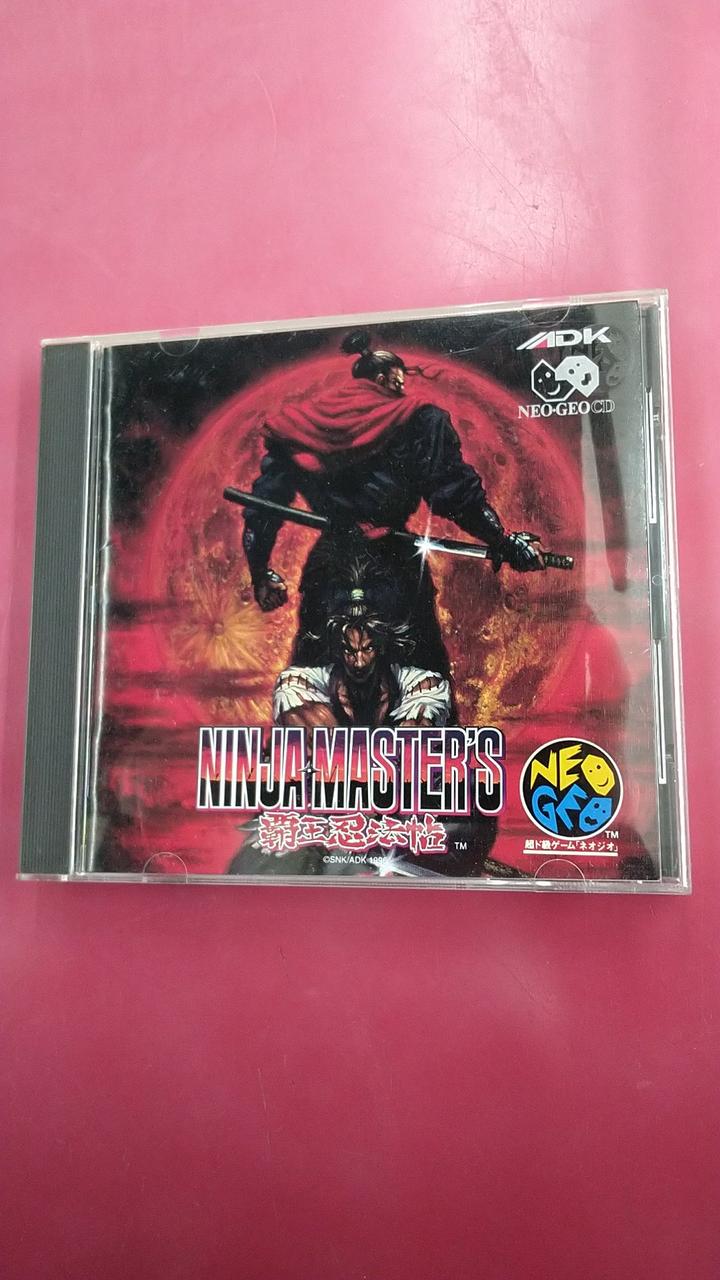 ADK
NEO·GEO CD
NINJA MASTER'S
覇王忍法帖 ™
©SNK/ADK 1996
NEO
GEO
™
超ド級ゲーム「ネオジオ」